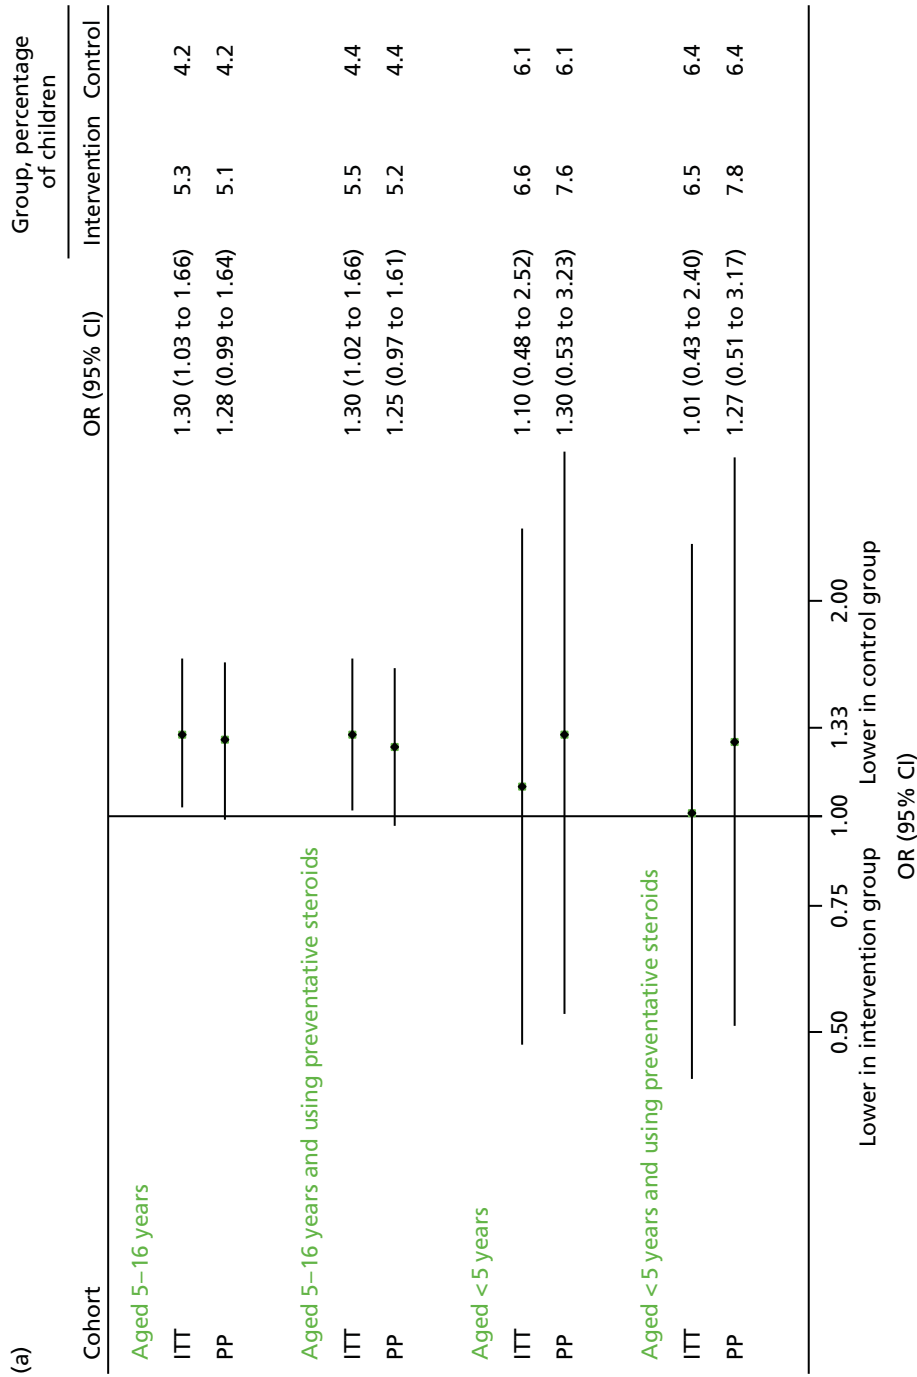 (a)
Group, percentage
of children
Cohort OR (95% CI) Intervention Control
Aged 5–16 years
ITT 1.30 (1.03 to 1.66) 5.3 4.2
PP 1.28 (0.99 to 1.64) 5.1 4.2
Aged 5–16 years and using preventative steroids
ITT 1.30 (1.02 to 1.66) 5.5 4.4
PP 1.25 (0.97 to 1.61) 5.2 4.4
Aged <5 years
ITT 1.10 (0.48 to 2.52) 6.6 6.1
PP 1.30 (0.53 to 3.23) 7.6 6.1
Aged <5 years and using preventative steroids
ITT 1.01 (0.43 to 2.40) 6.5 6.4
PP 1.27 (0.51 to 3.17) 7.8 6.4
0.50 0.75 1.00 1.33 2.00
Lower in intervention group Lower in control group
OR (95% CI)